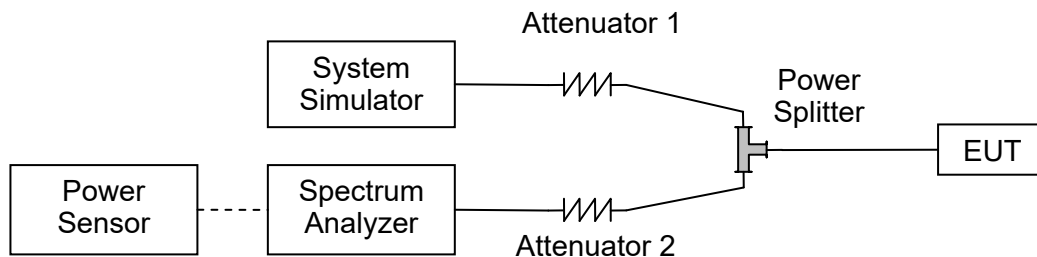 Attenuator 1
System
Simulator
Power
Splitter
EUT
Power
Sensor
Spectrum
Analyzer
Attenuator 2